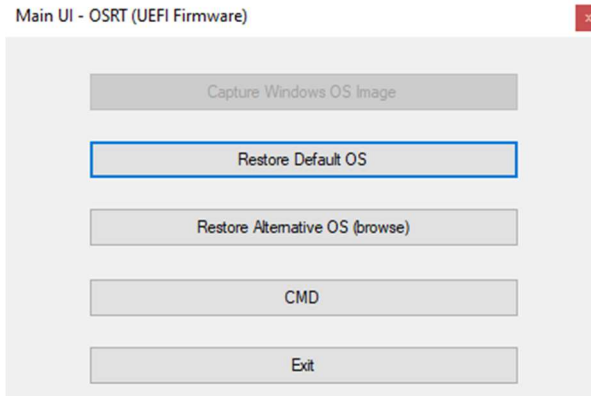 Main UI - OSRT (UEFI Firmware)
x
Capture Windows OS Image
Restore Default OS
Restore Alternative OS (browse)
CMD
Exit